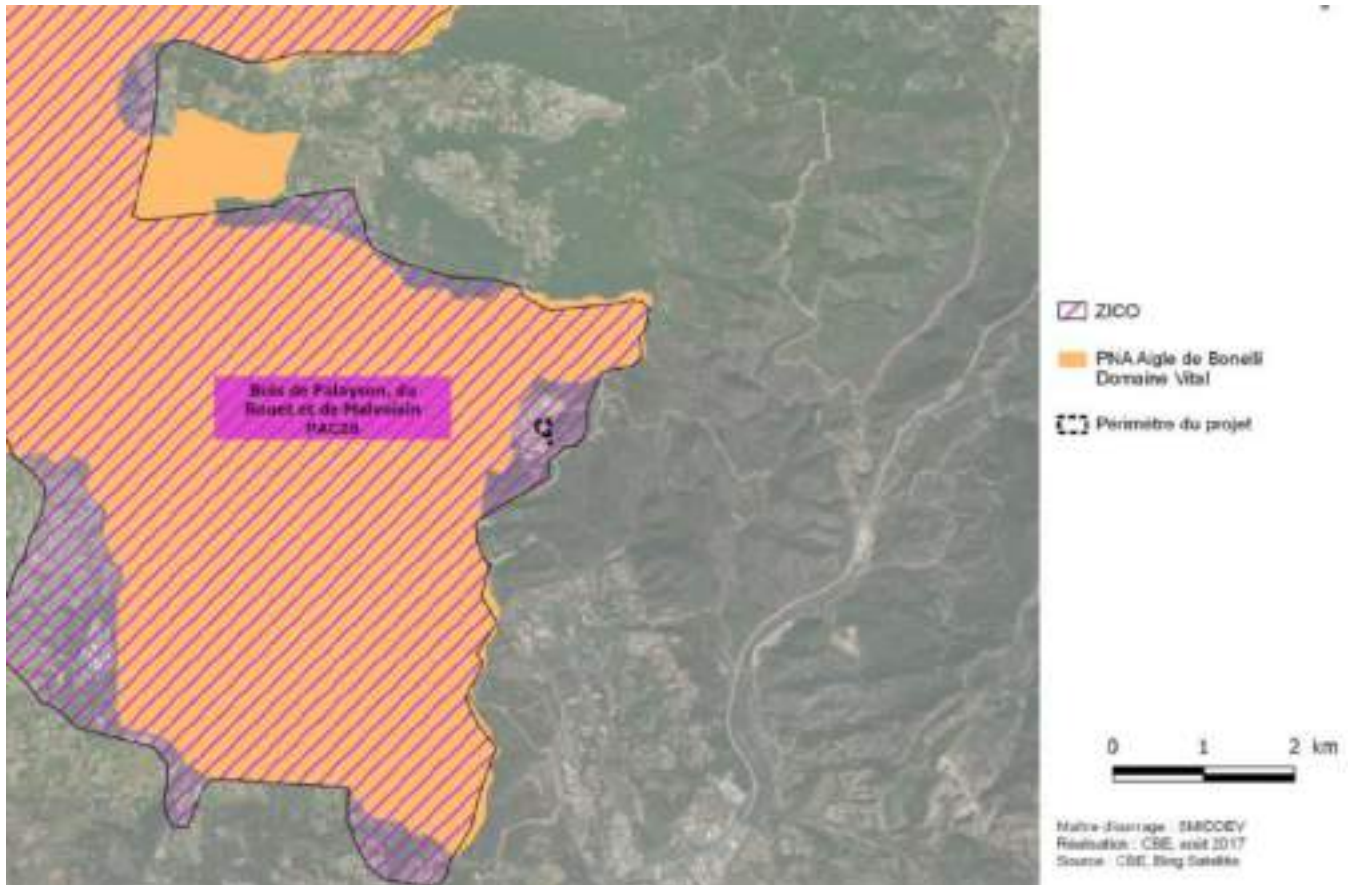 Bois de Palayson, du
Rouet et de Malvoisin
PAC28
ZICO
PNA Aigle de Bonelli
Domaine Vital
Périmètre du projet
0 1 2 km
Maître d'ouvrage : SMIDDEV
Réalisation : CBE, août 2017
Source : CBE, Bing Satellite